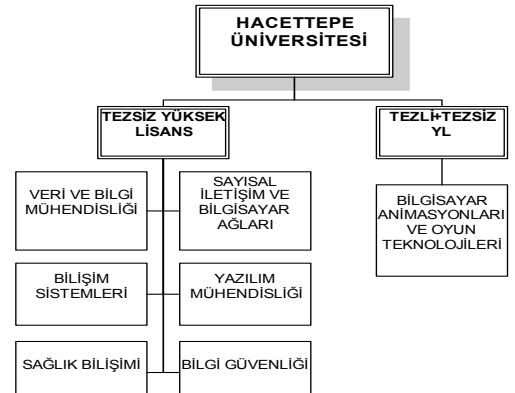 HACETTEPE
ÜNİVERSİTESİ
TEZSİZ YÜKSEK
LİSANS
TEZLİ+TEZSİZ
YL
VERİ VE BİLGİ
MÜHENDİSLİĞİ
SAYISAL
İLETİŞİM VE
BİLGİSAYAR
AĞLARI
BİLGİSAYAR
ANİMASYONLARI
VE OYUN
TEKNOLOJİLERİ
BİLİŞİM
SİSTEMLERİ
YAZILIM
MÜHENDİSLİĞİ
SAĞLIK BİLİŞİMİ
BİLGİ GÜVENLİĞİ